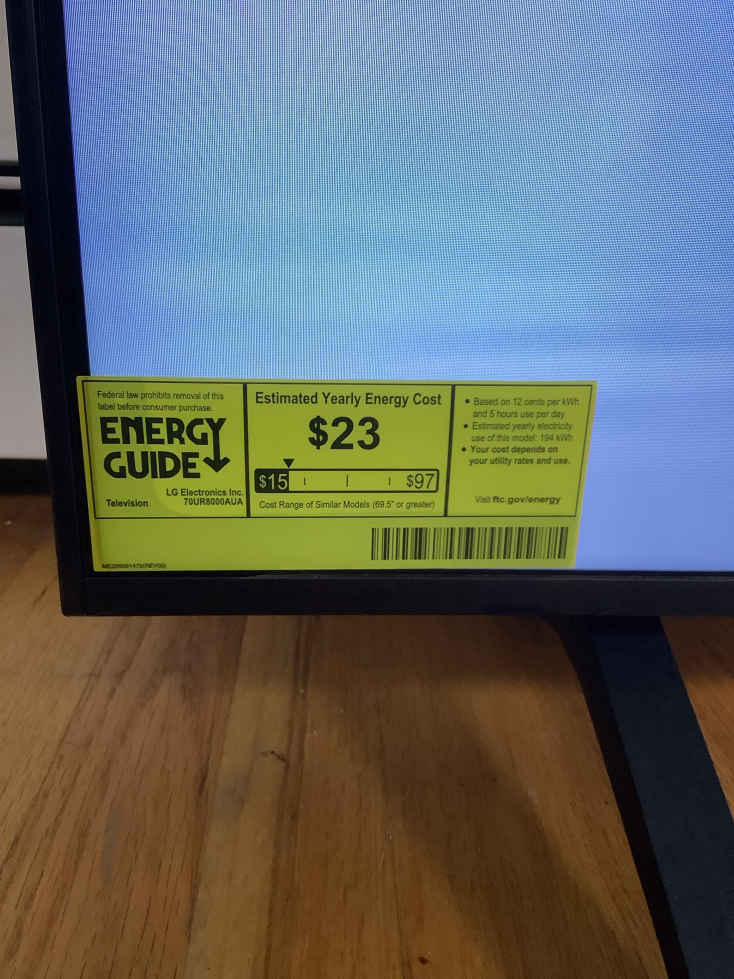 Federal law prohibits removal of this
label before consumer purchase.
ENERGY
GUIDE
LG Electronics Inc.
Television
70UR8000AUA
Estimated Yearly Energy Cost
$23
$15
$97
Cost Range of Similar Models (69.5" or greater)
• Based on 12 cents per kWh
and 5 hours use per day
• Estimated yearly electricity
use of this model: 194 kWh
• Your cost depends on
your utility rates and use.
Visit ftc.gov/energy